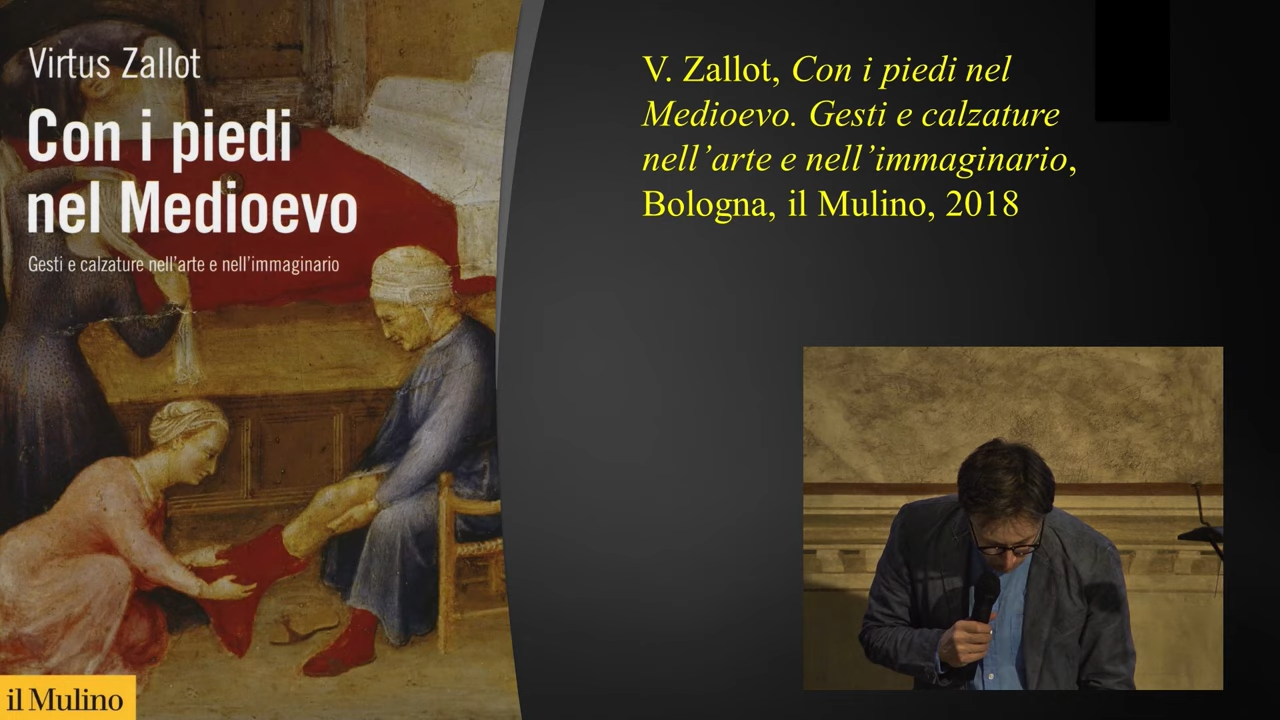 Virtus Zallot
Con i piedi
nel Medioevo
Gesti e calzature nell'arte e nell'immaginario
il Mulino
V. Zallot, Con i piedi nel
Medioevo. Gesti e calzature
nell’arte e nell’immaginario,
Bologna, il Mulino, 2018